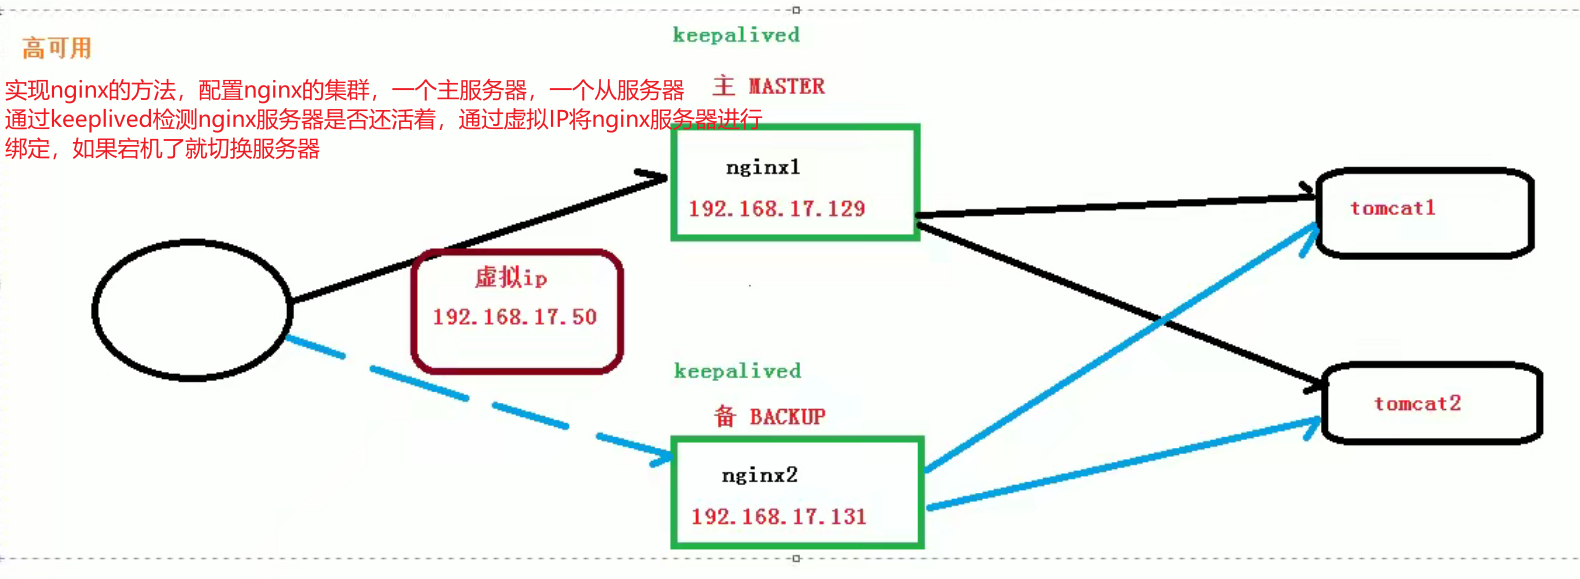 高可用
实现nginx的方法，配置nginx的集群，一个主服务器，一个从服务器
通过keeplived检测nginx服务器是否还活着，通过虚拟IP将nginx服务器进行
绑定，如果宕机了就切换服务器
keepalived
主 MASTER
nginx1
192.168.17.129
虚拟ip
192.168.17.50
keepalived
备 BACKUP
nginx2
192.168.17.131
tomcat1
tomcat2